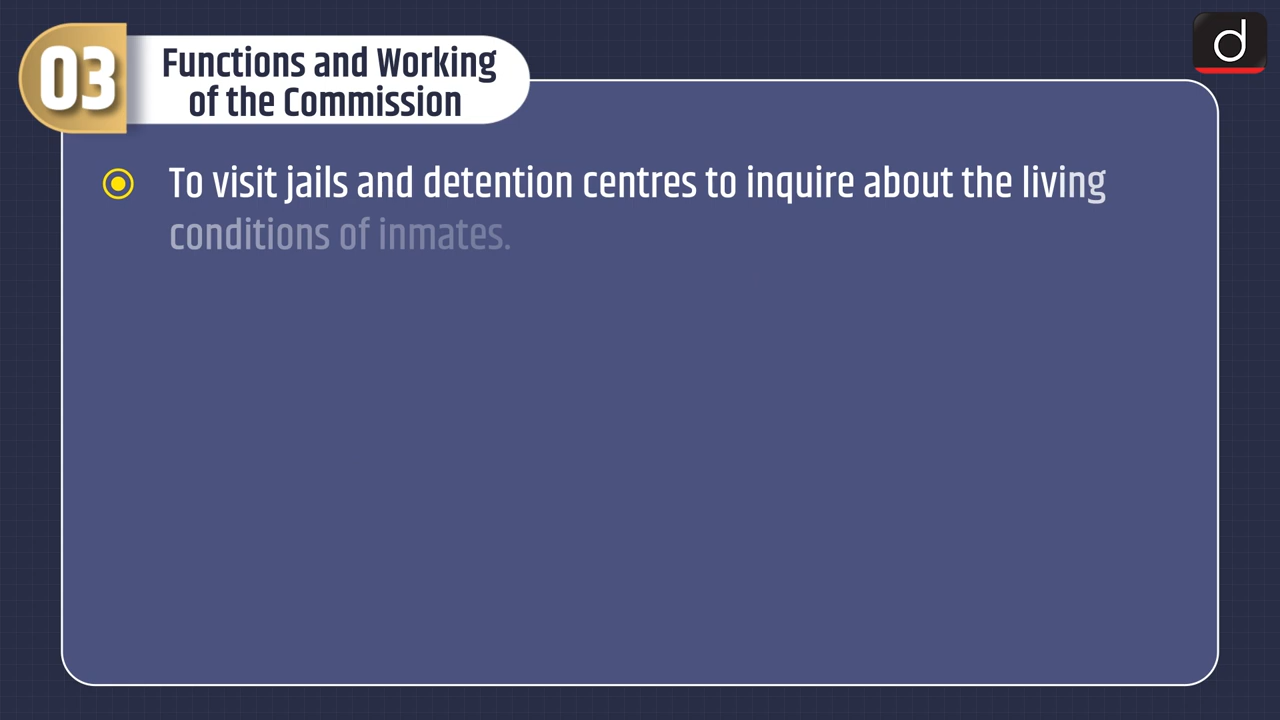 03
Functions and Working
of the Commission
d
To visit jails and detention centres to inquire about the living
conditions of inmates.